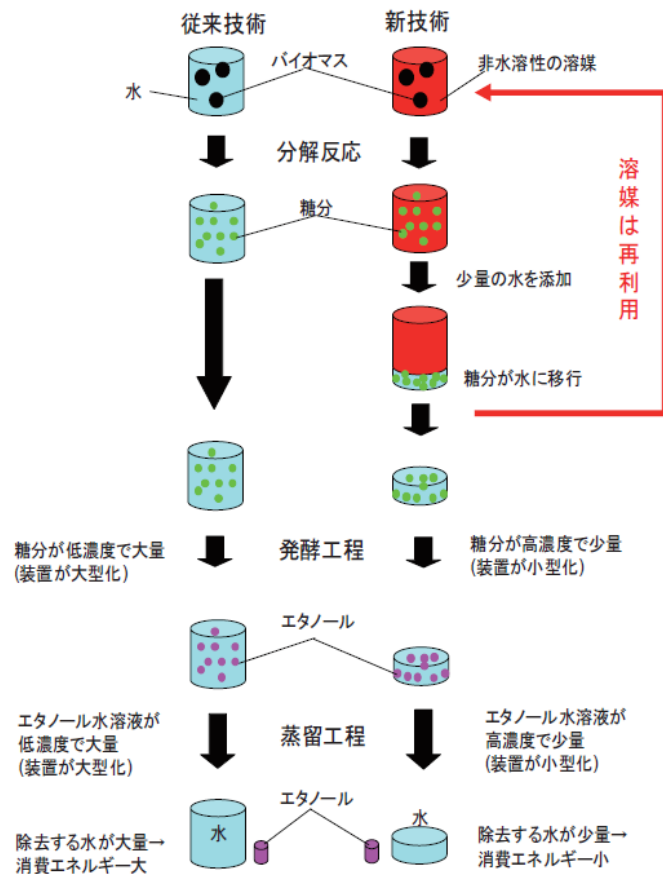 従来技術
新技術
バイオマス
非水溶性の溶媒
水
分解反応
糖分
溶媒は再利用
少量の水を添加
糖分が水に移行
糖分が低濃度で大量
(装置が大型化)
発酵工程
糖分が高濃度で少量
(装置が小型化)
エタノール
エタノール水溶液が
低濃度で大量
(装置が大型化)
蒸留工程
エタノール水溶液が
高濃度で少量
(装置が小型化)
エタノール
水
水
除去する水が大量→
消費エネルギー大
除去する水が少量→
消費エネルギー小